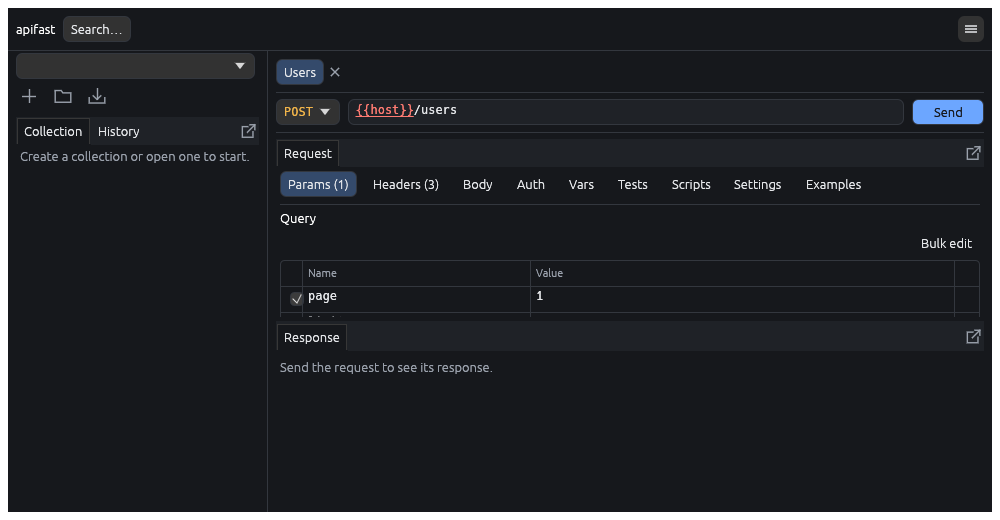 apifast
Search…
Users
POST
{{host}}/users
Send
Collection
History
Create a collection or open one to start.
Request
Params (1)
Headers (3)
Body
Auth
Vars
Tests
Scripts
Settings
Examples
Query
Bulk edit
Name
Value
page
1
Response
Send the request to see its response.